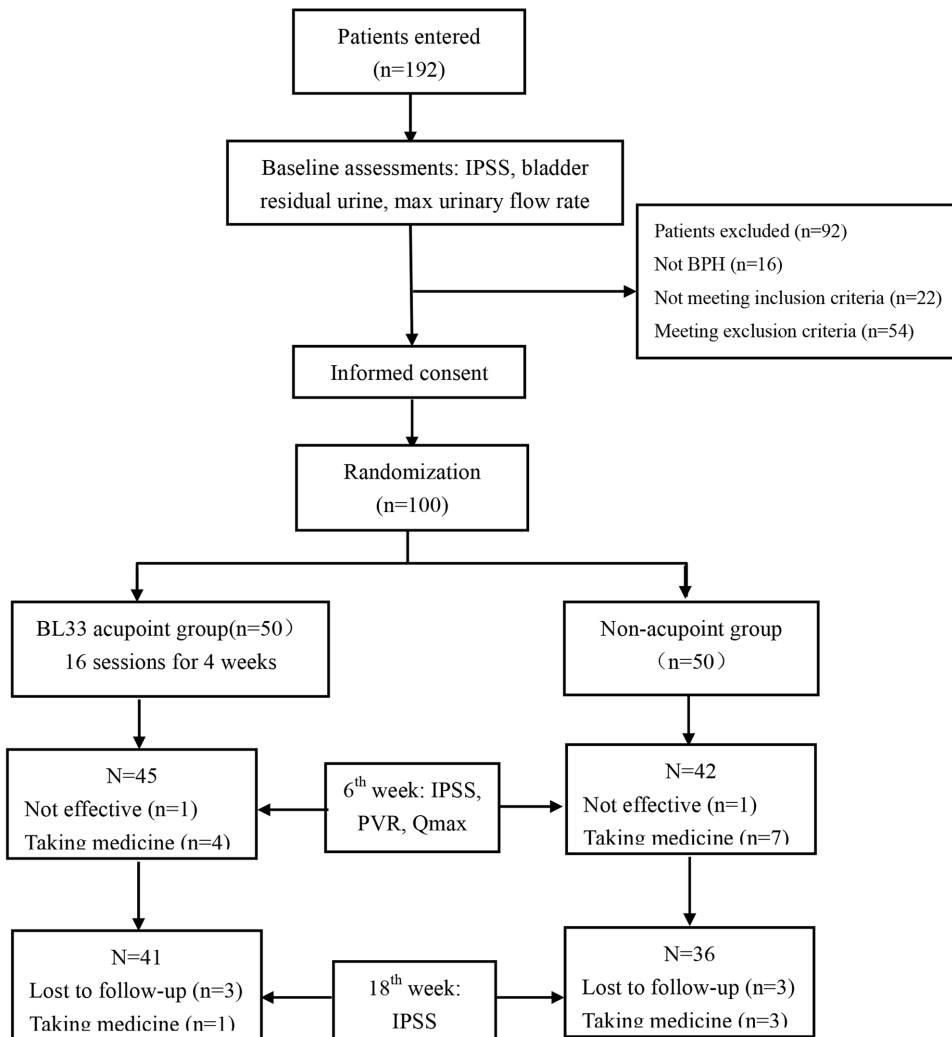 Patients entered
(n=192)
Baseline assessments: IPSS, bladder
residual urine, max urinary flow rate
Patients excluded (n=92)
Not BPH (n=16)
Not meeting inclusion criteria (n=22)
Meeting exclusion criteria (n=54)
Informed consent
Randomization
(n=100)
BL33 acupoint group(n=50）
16 sessions for 4 weeks
Non-acupoint group
（n=50）
N=45
Not effective (n=1)
Taking medicine (n=4)
6th week: IPSS,
PVR, Qmax
N=42
Not effective (n=1)
Taking medicine (n=7)
N=41
Lost to follow-up (n=3)
Taking medicine (n=1)
18th week:
IPSS
N=36
Lost to follow-up (n=3)
Taking medicine (n=3)